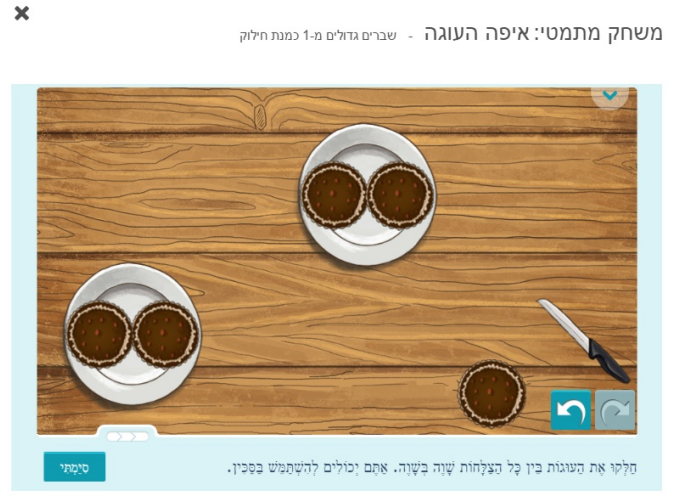 משחק מתמטי: איפה העוגה - שברים גדולים מ-1 כמנת חילוק
חַלְּקוּ אֶת הָעוּגוֹת בֵּין כָּל הַצַּלָּחוֹת שָׁוֶה בְּשָׁוֶה. אַתֶּם יְכוֹלִים לְהִשְׁתַּמֵּשׁ בַּסַּכִּין.
סִיַּמְתִּי